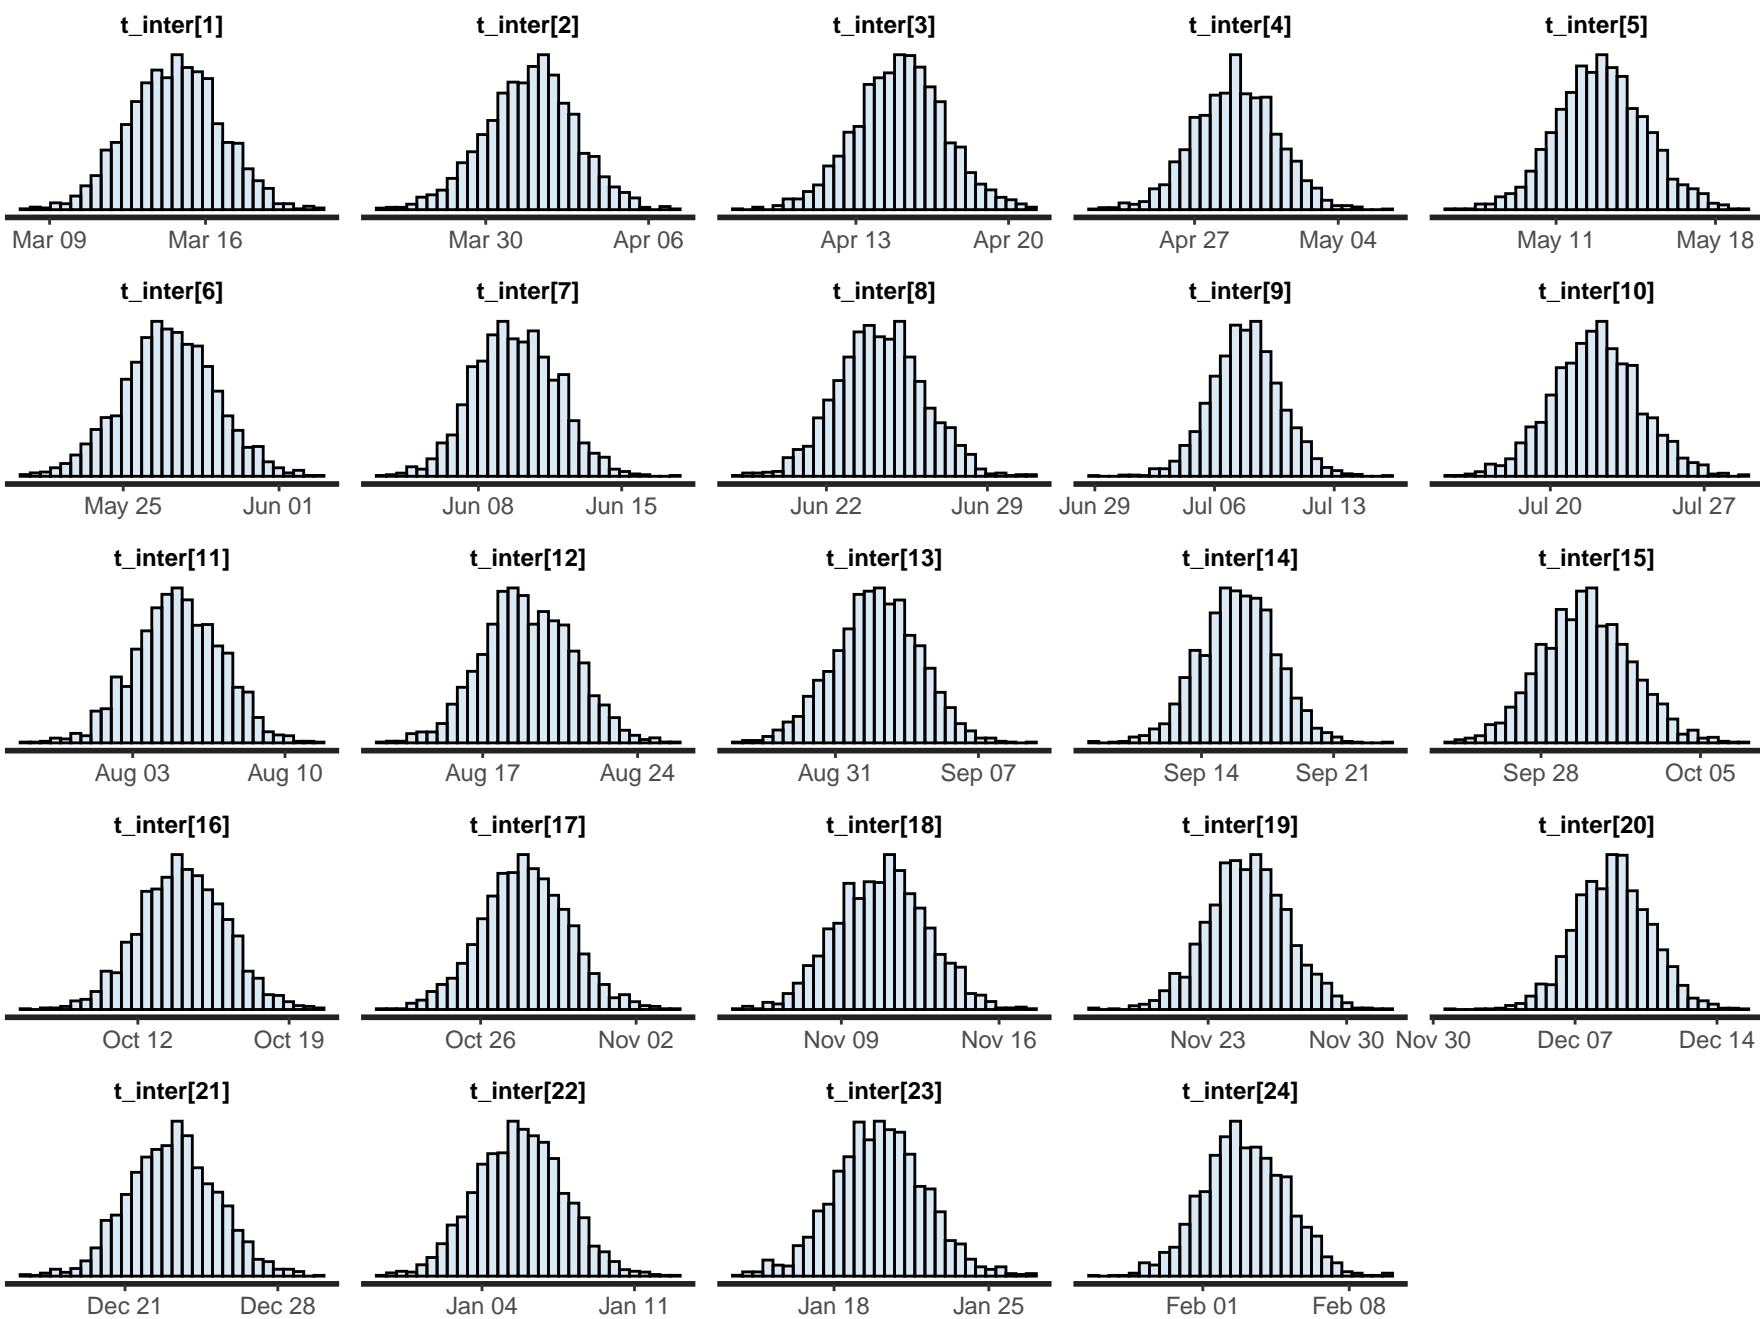 t_inter[1] t_inter[2] t_inter[3] t_inter[4] t_inter[5]
Mar 09 Mar 16 Mar 30 Apr 06 Apr 13 Apr 20 Apr 27 May 04 May 11 May 18
t_inter[6] t_inter[7] t_inter[8] t_inter[9] t_inter[10]
May 25 Jun 01 Jun 08 Jun 15 Jun 22 Jun 29 Jun 29 Jul 06 Jul 13 Jul 20 Jul 27
t_inter[11] t_inter[12] t_inter[13] t_inter[14] t_inter[15]
Aug 03 Aug 10 Aug 17 Aug 24 Aug 31 Sep 07 Sep 14 Sep 21 Sep 28 Oct 05
t_inter[16] t_inter[17] t_inter[18] t_inter[19] t_inter[20]
Oct 12 Oct 19 Oct 26 Nov 02 Nov 09 Nov 16 Nov 23 Nov 30 Nov 30 Dec 07 Dec 14
t_inter[21] t_inter[22] t_inter[23] t_inter[24]
Dec 21 Dec 28 Jan 04 Jan 11 Jan 18 Jan 25 Feb 01 Feb 08